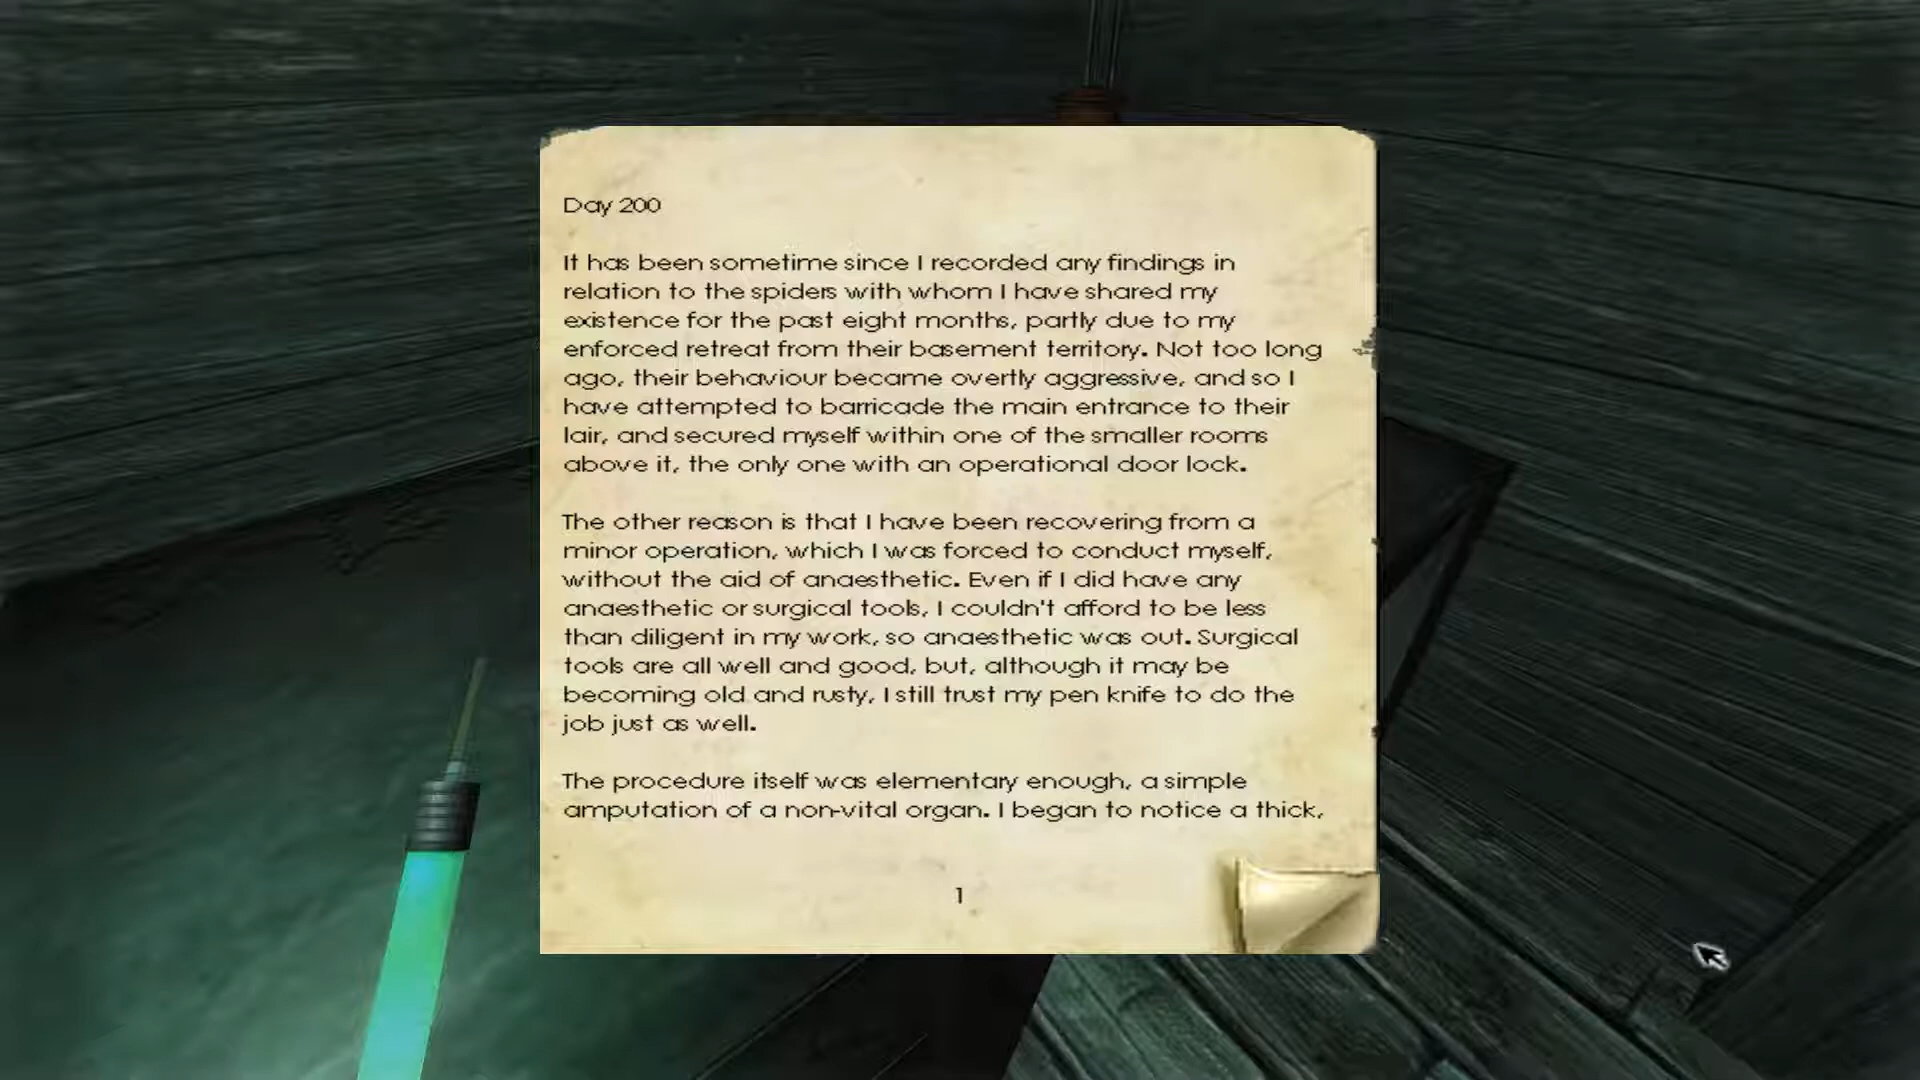 Day 200
It has been sometime since I recorded any findings in
relation to the spiders with whom I have shared my
existence for the past eight months, partly due to my
enforced retreat from their basement territory. Not too long
ago, their behaviour became overtly aggressive, and so I
have attempted to barricade the main entrance to their
lair, and secured myself within one of the smaller rooms
above it, the only one with an operational door lock.
The other reason is that I have been recovering from a
minor operation, which I was forced to conduct myself,
without the aid of anaesthetic. Even if I did have any
anaesthetic or surgical tools, I couldn't afford to be less
than diligent in my work, so anaesthetic was out. Surgical
tools are all well and good, but, although it may be
becoming old and rusty, I still trust my pen knife to do the
job just as well.
The procedure itself was elementary enough, a simple
amputation of a non-vital organ. I began to notice a thick,
1